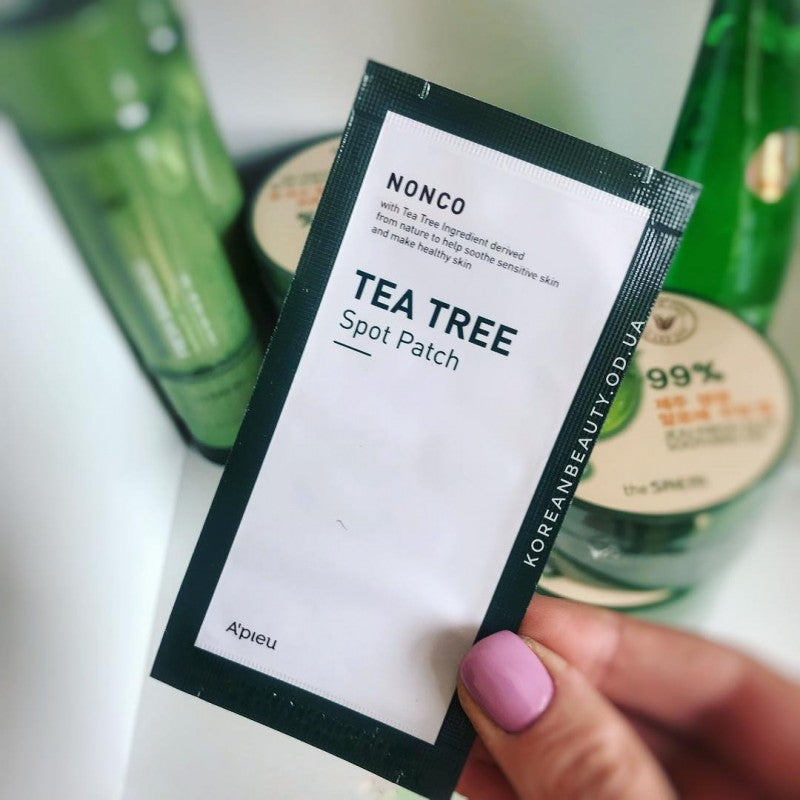 NONCO
with Tea Tree Ingredient derived
from nature to help soothe sensitive skin
and make healthy skin
TEA TREE
Spot Patch
A'pieu
KOREANBEAUTY.OD.UA
99%
the SAEM